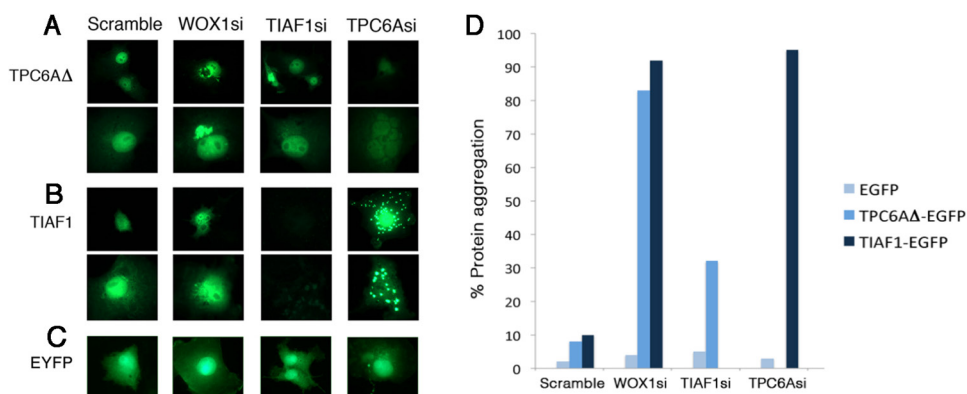 A
Scramble WOX1si TIAF1si TPC6Asi
TPC6AΔ
B
TIAF1
C
EYFP
D
% Protein aggregation
100
90
80
70
60
50
40
30
20
10
0
Scramble WOX1si TIAF1si TPC6Asi
EGFP
TPC6AΔ-EGFP
TIAF1-EGFP